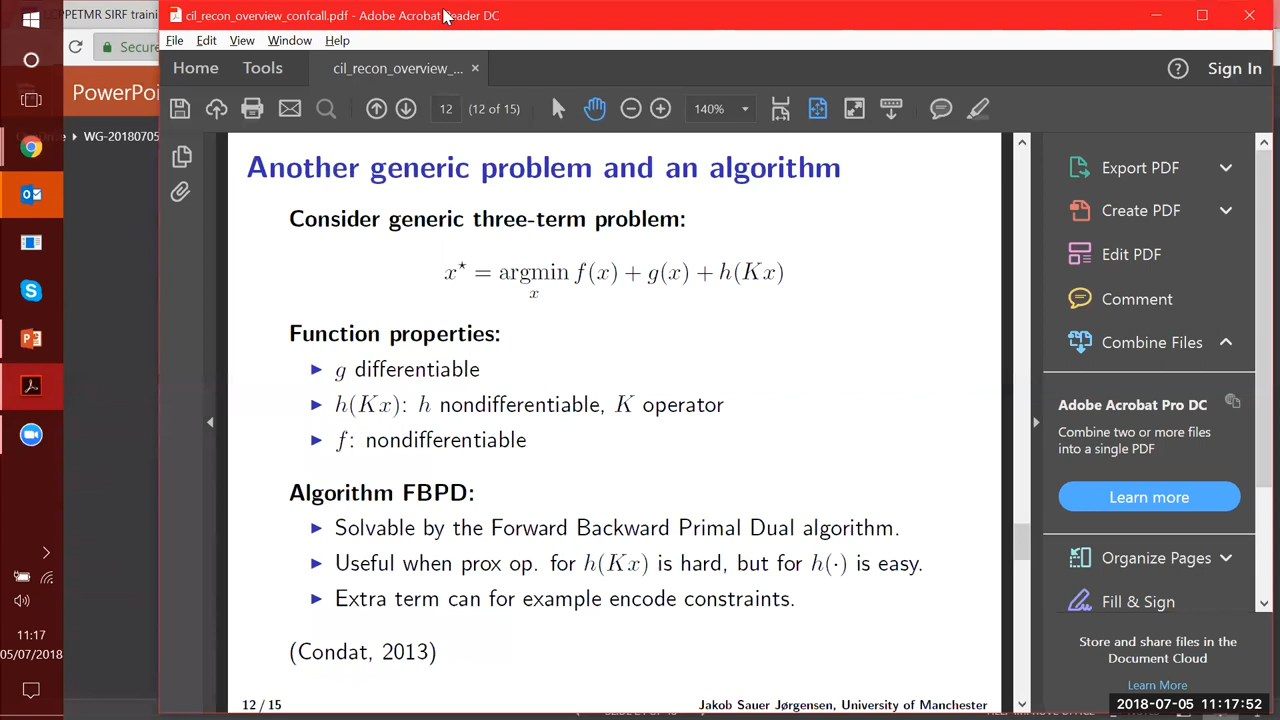 LCPPETMR SIRF traini
cil_recon_overview_confcall.pdf - Adobe Acrobat Reader DC
File Edit View Window Help
Secure
Home Tools cil_recon_overview_... × Sign In
PowerPoi
12 (12 of 15) 140%
WG-20180705
Another generic problem and an algorithm
Consider generic three-term problem:
x⋆ = argmin f(x) + g(x) + h(Kx)
x
Function properties:
▶ g differentiable
▶ h(Kx): h nondifferentiable, K operator
▶ f: nondifferentiable
Algorithm FBPD:
▶ Solvable by the Forward Backward Primal Dual algorithm.
▶ Useful when prox op. for h(Kx) is hard, but for h(·) is easy.
▶ Extra term can for example encode constraints.
(Condat, 2013)
12 / 15 Jakob Sauer Jørgensen, University of Manchester
Export PDF
Create PDF
Edit PDF
Comment
Combine Files
Adobe Acrobat Pro DC
Combine two or more files
into a single PDF
Learn more
Organize Pages
Fill & Sign
Store and share files in the
Document Cloud
Learn More
11:17
05/07/2018
2018-07-05 11:17:52